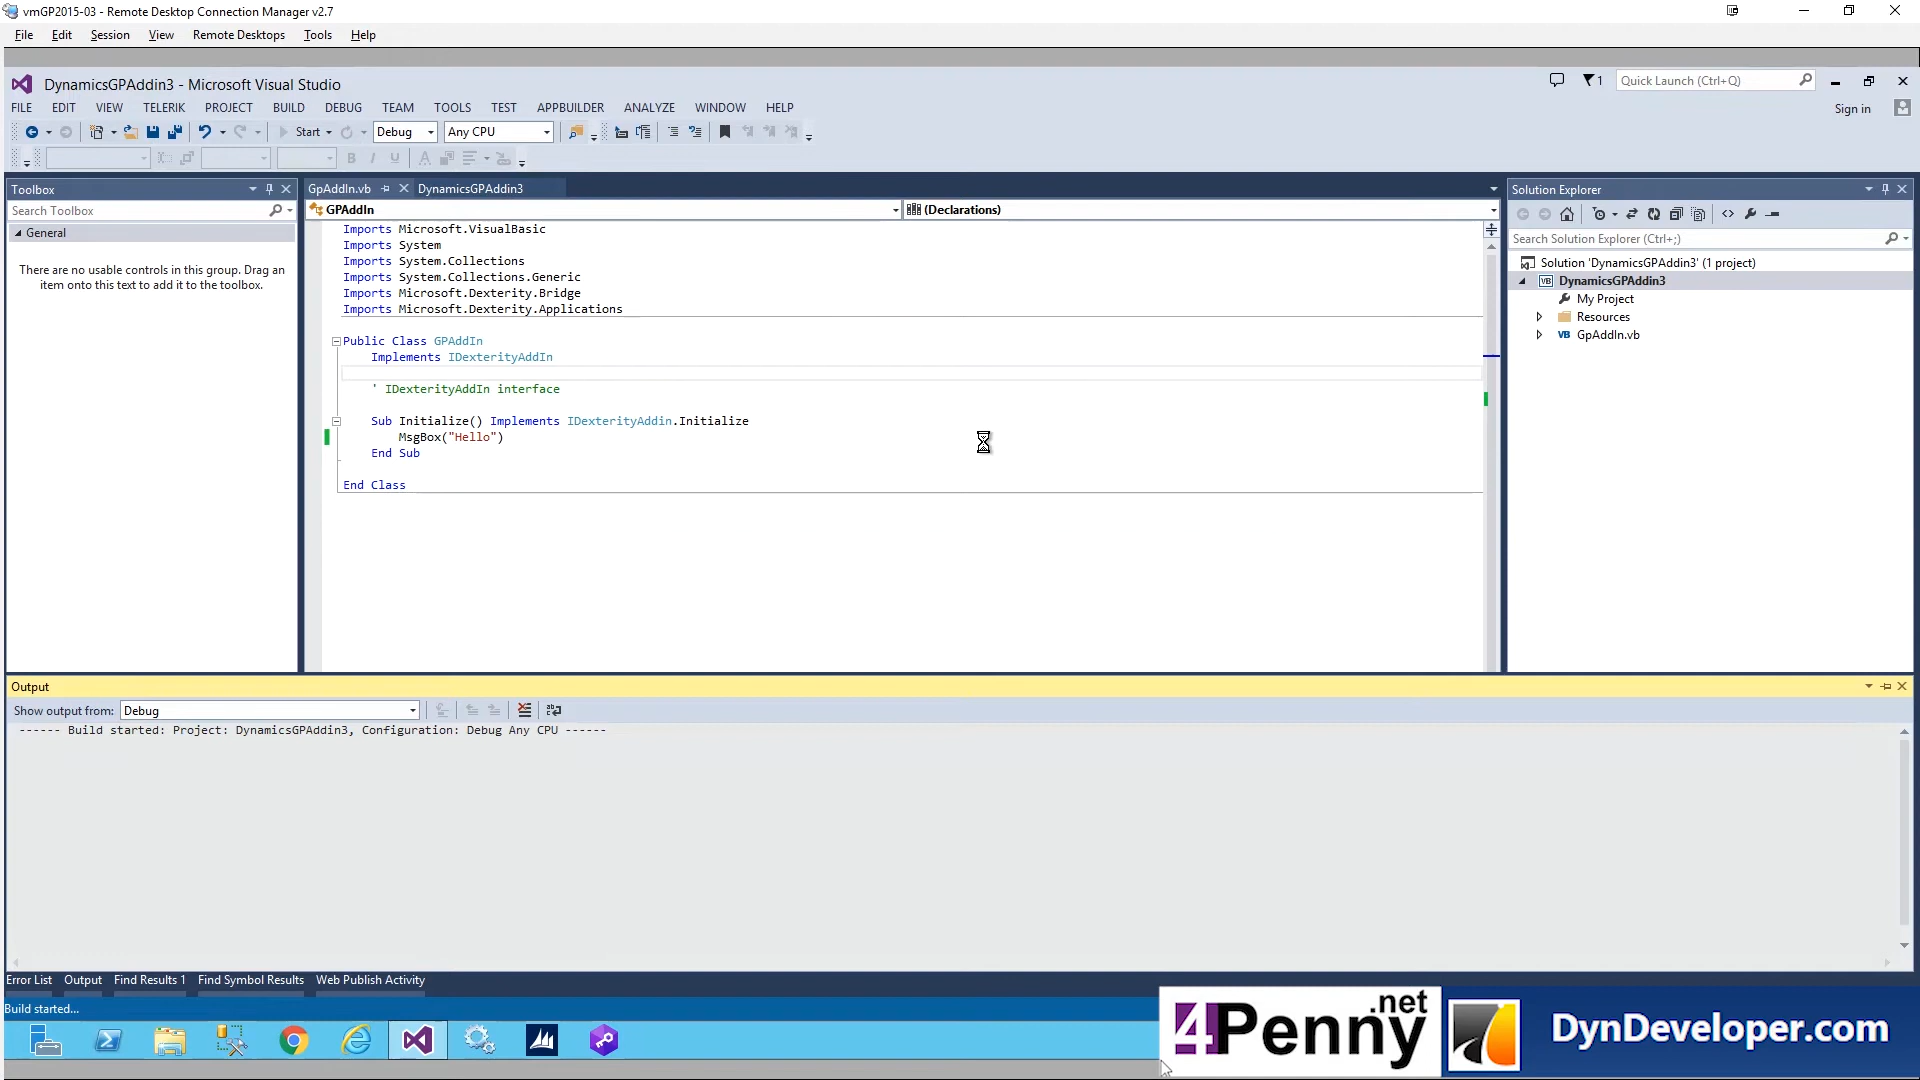 vmGP2015-03 - Remote Desktop Connection Manager v2.7
File Edit Session View Remote Desktops Tools Help
DynamicsGPAddin3 - Microsoft Visual Studio
1 Quick Launch (Ctrl+Q)
FILE EDIT VIEW TELERIK PROJECT BUILD DEBUG TEAM TOOLS TEST APPBUILDER ANALYZE WINDOW HELP
Sign in
Start Debug Any CPU
B I U A
Toolbox
Search Toolbox
General
There are no usable controls in this group. Drag an
item onto this text to add it to the toolbox.
GpAddIn.vb DynamicsGPAddin3
GPAddIn (Declarations)
Imports Microsoft.VisualBasic
Imports System
Imports System.Collections
Imports System.Collections.Generic
Imports Microsoft.Dexterity.Bridge
Imports Microsoft.Dexterity.Applications
Public Class GPAddIn
Implements IDexterityAddIn
' IDexterityAddIn interface
Sub Initialize() Implements IDexterityAddin.Initialize
MsgBox("Hello")
End Sub
End Class
Solution Explorer
Search Solution Explorer (Ctrl+;)
Solution 'DynamicsGPAddin3' (1 project)
VB DynamicsGPAddin3
My Project
Resources
VB GpAddIn.vb
Output
Show output from: Debug
------ Build started: Project: DynamicsGPAddin3, Configuration: Debug Any CPU ------
Error List Output Find Results 1 Find Symbol Results Web Publish Activity
Build started...
4Penny.net
DynDeveloper.com